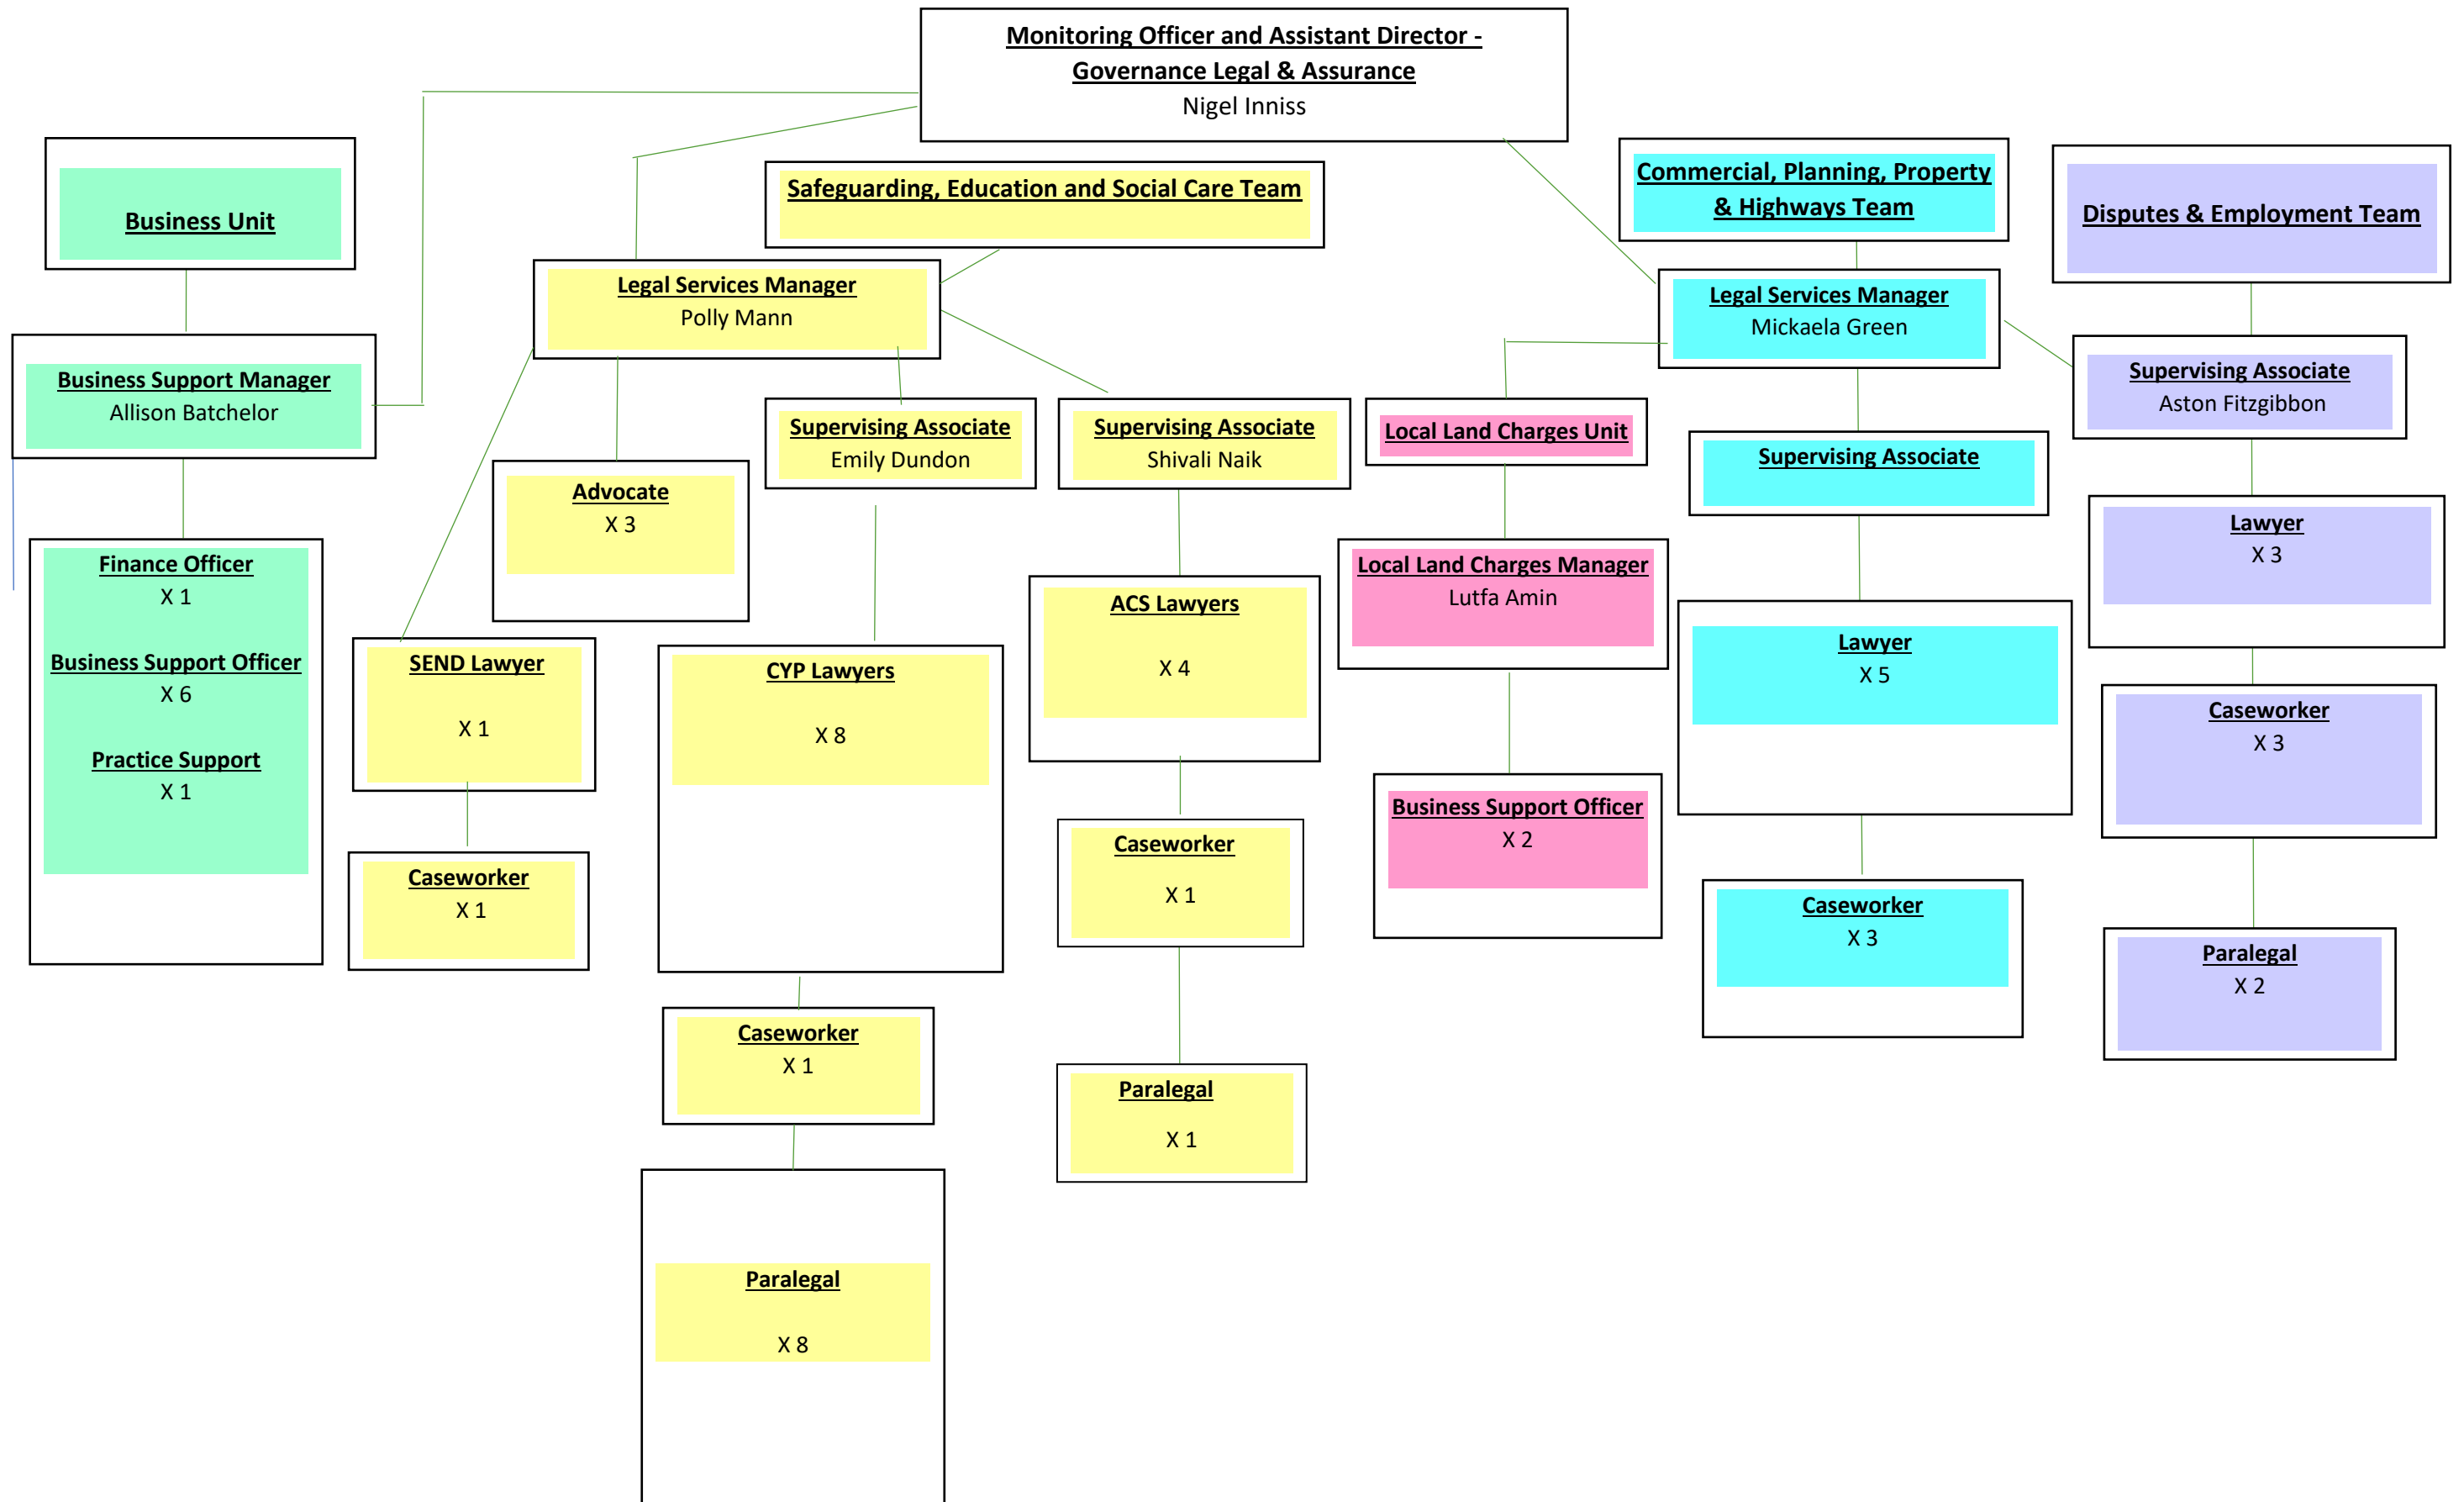 Monitoring Officer and Assistant Director -
Governance Legal & Assurance
Nigel Inniss
Business Unit
Business Support Manager
Allison Batchelor
Finance Officer
X 1
Business Support Officer
X 6
Practice Support
X 1
Safeguarding, Education and Social Care Team
Legal Services Manager
Polly Mann
SEND Lawyer
X 1
Caseworker
X 1
Advocate
X 3
Supervising Associate
Emily Dundon
CYP Lawyers
X 8
Caseworker
X 1
Paralegal
X 8
Supervising Associate
Shivali Naik
ACS Lawyers
X 4
Caseworker
X 1
Paralegal
X 1
Commercial, Planning, Property
& Highways Team
Legal Services Manager
Mickaela Green
Local Land Charges Unit
Local Land Charges Manager
Lutfa Amin
Business Support Officer
X 2
Supervising Associate
Lawyer
X 5
Caseworker
X 3
Disputes & Employment Team
Supervising Associate
Aston Fitzgibbon
Lawyer
X 3
Caseworker
X 3
Paralegal
X 2